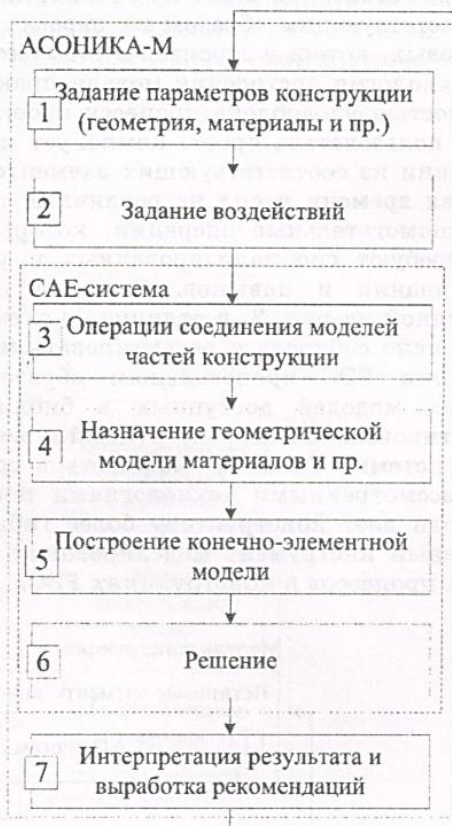 АСОНИКА-М
1
Задание параметров конструкции
(геометрия, материалы и пр.)
2
Задание воздействий
CAE-система
3
Операции соединения моделей
частей конструкции
4
Назначение геометрической
модели материалов и пр.
5
Построение конечно-элементной
модели
6
Решение
7
Интерпретация результата и
выработка рекомендаций